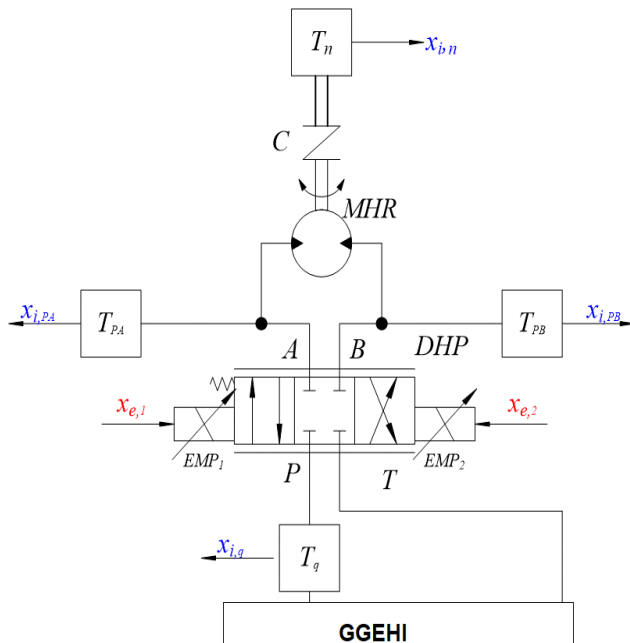 T_n
x_i,n
C
MHR
x_i,PA
T_PA
T_PB
x_i,PB
A
B
DHP
x_e,1
x_e,2
EMP_1
EMP_2
P
T
x_i,q
T_q
GGEHI